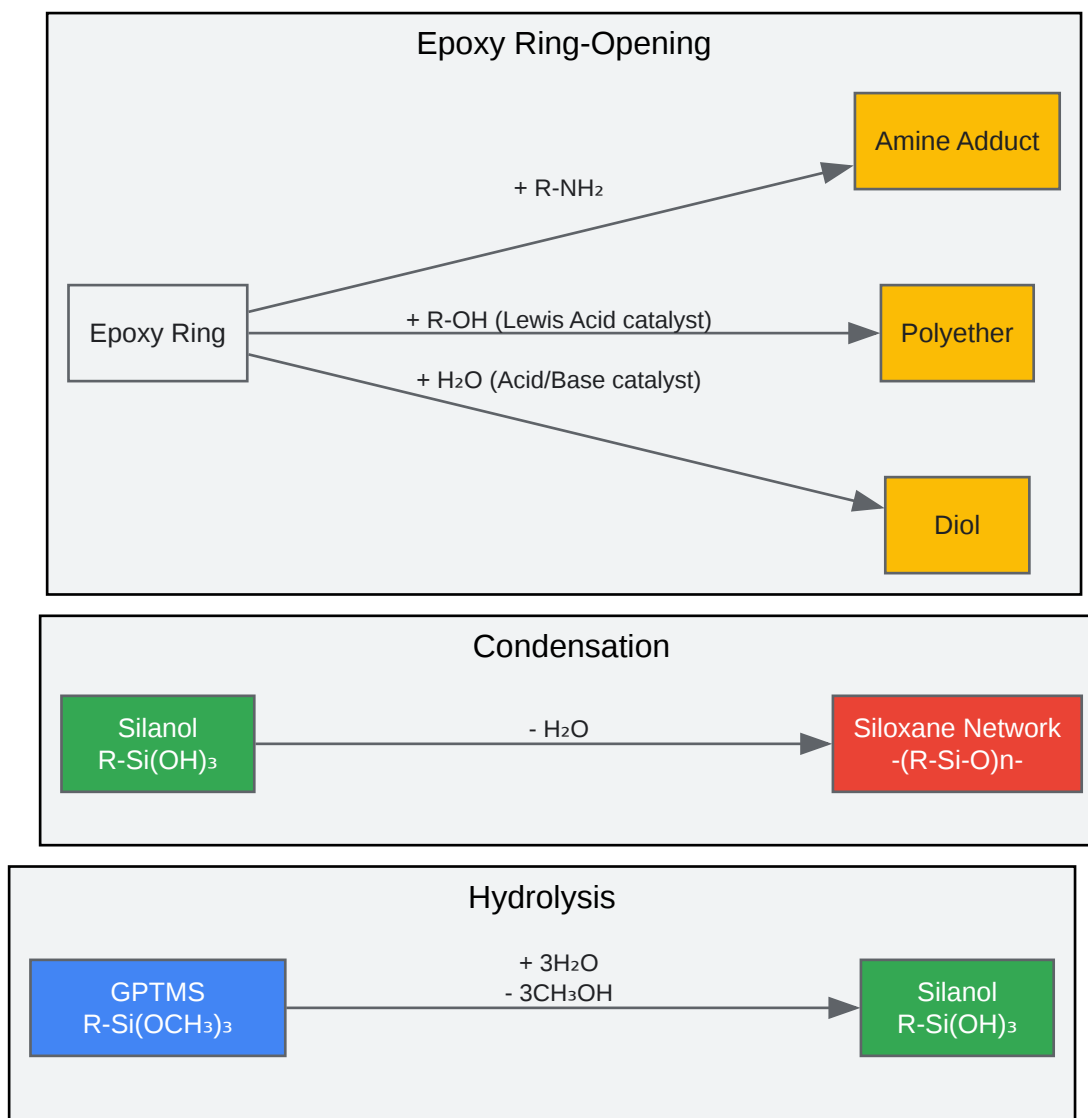 Epoxy Ring-Opening
Amine Adduct
+ R-NH₂
Epoxy Ring
+ R-OH (Lewis Acid catalyst)
Polyether
+ H₂O (Acid/Base catalyst)
Diol
Condensation
Silanol
R-Si(OH)₃
- H₂O
Siloxane Network
-(R-Si-O)n-
Hydrolysis
GPTMS
R-Si(OCH₃)₃
+ 3H₂O
- 3CH₃OH
Silanol
R-Si(OH)₃